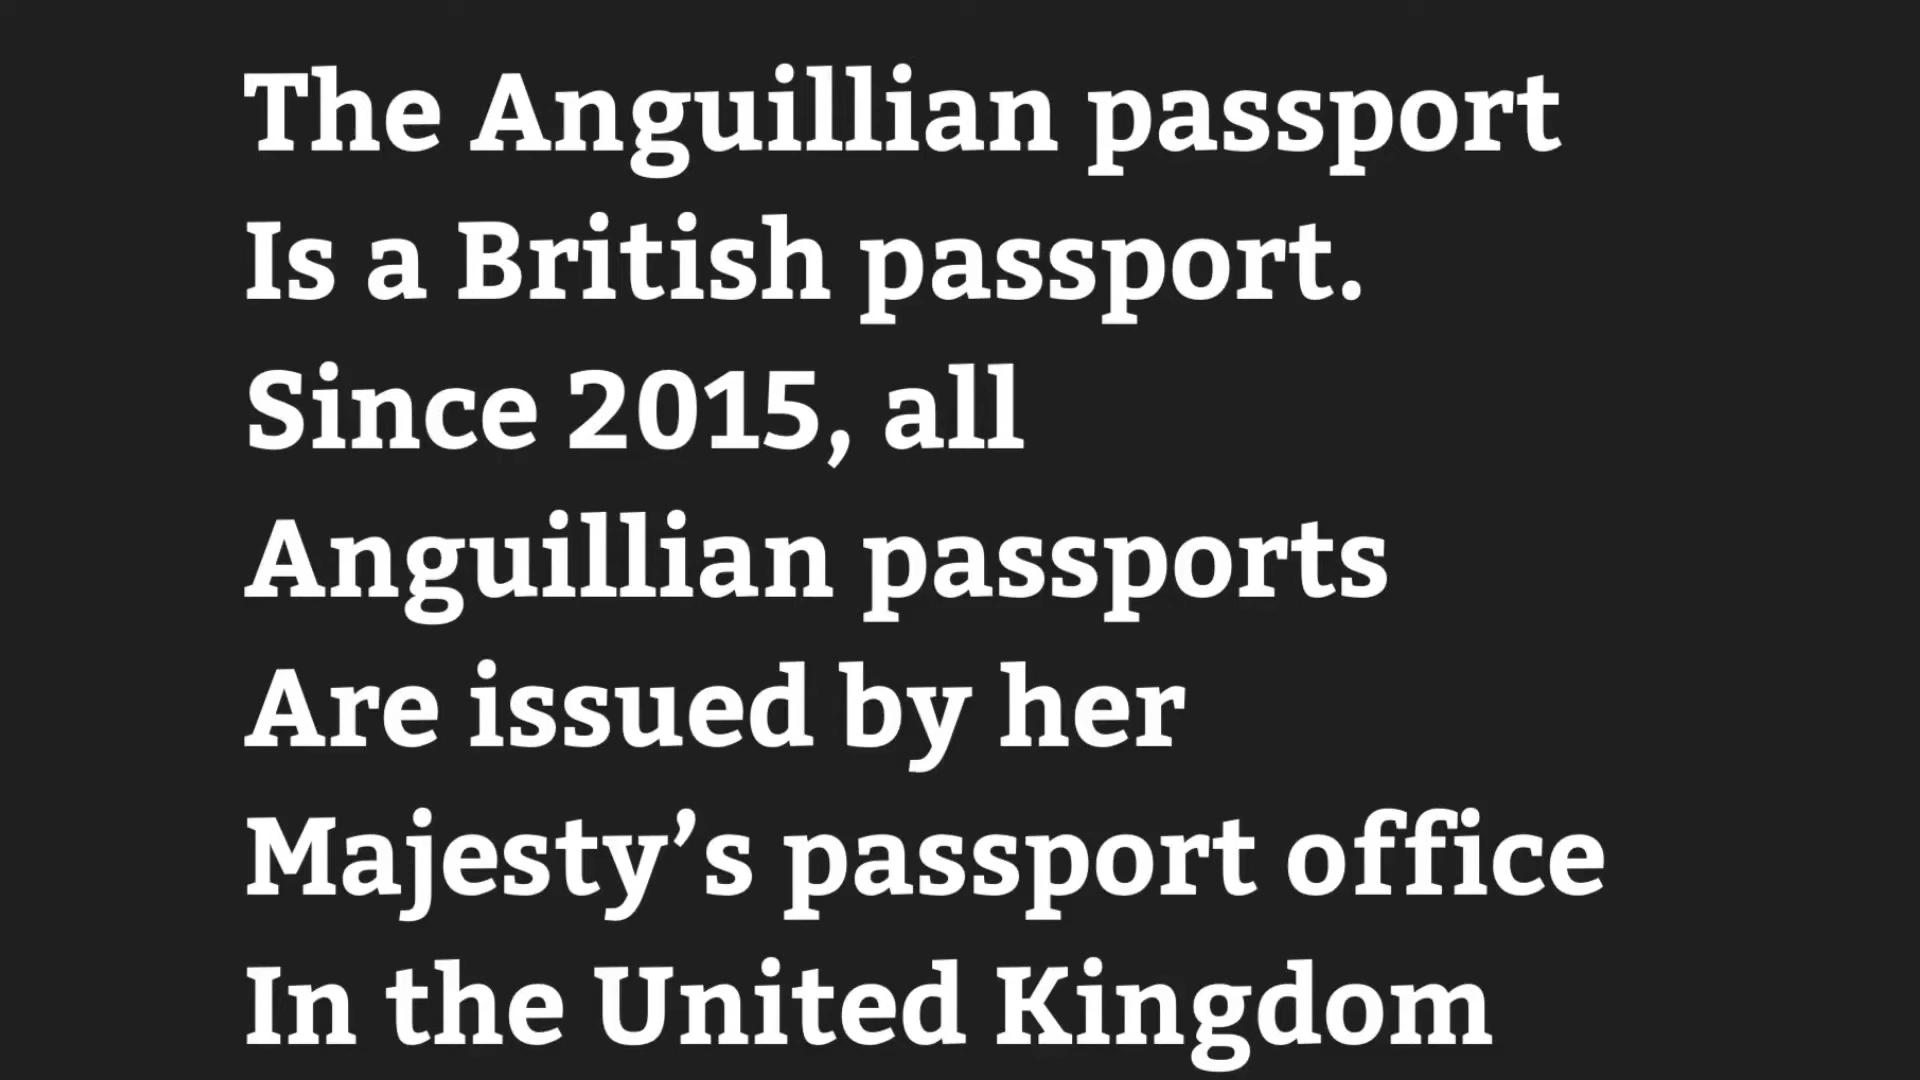 The Anguillian passport
Is a British passport.
Since 2015, all
Anguillian passports
Are issued by her
Majesty’s passport office
In the United Kingdom